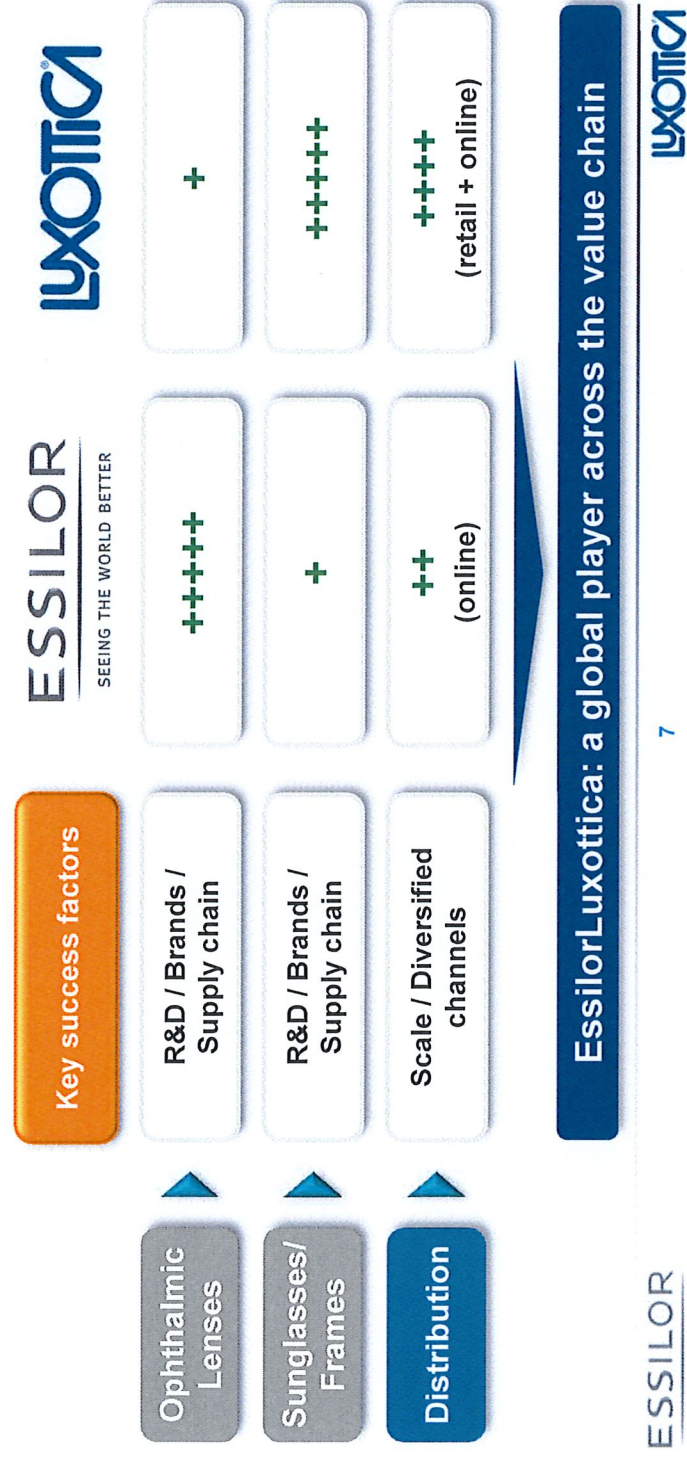 ESSILOR
SEEING THE WORLD BETTER
LUXOTTICA®
Key success factors
Ophthalmic
Lenses
R&D / Brands /
Supply chain
+++++
+
Sunglasses/
Frames
R&D / Brands /
Supply chain
+
+++++
Distribution
Scale / Diversified
channels
++
(online)
++++
(retail + online)
EssilorLuxottica: a global player across the value chain
ESSILOR
7
LUXOTTICA